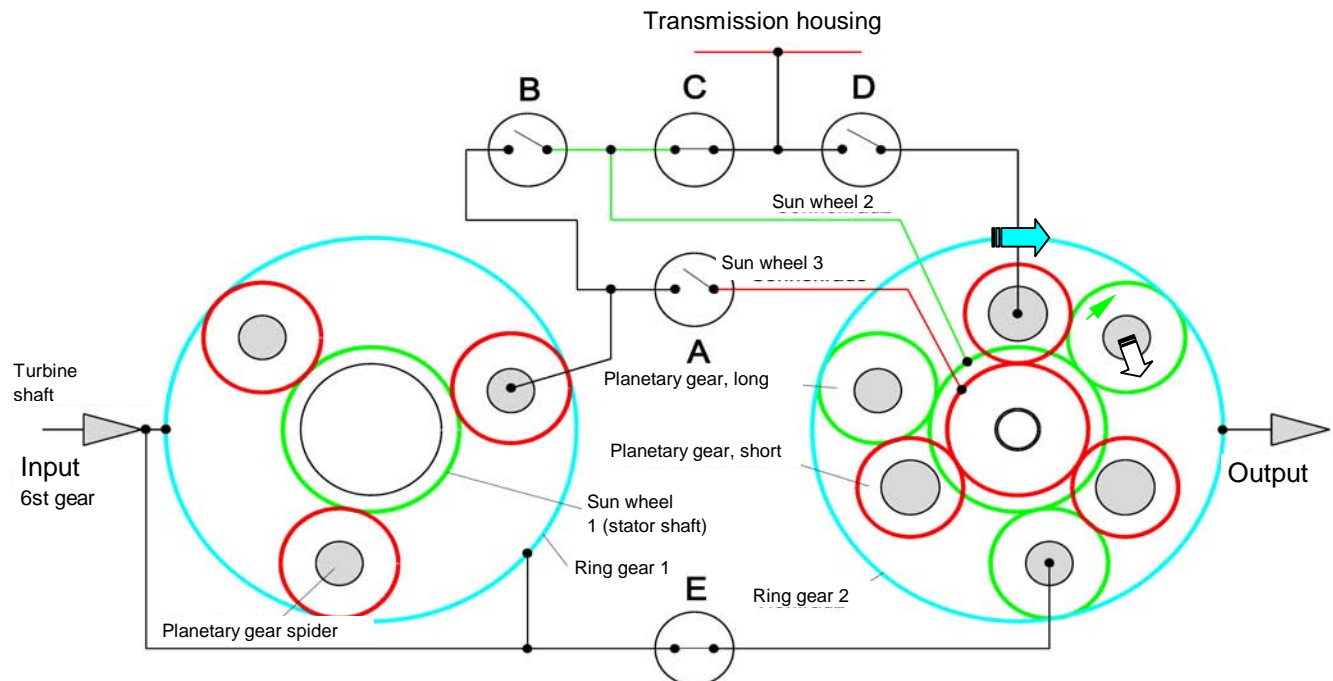 Transmission housing
B
C
D
Sun wheel 2
Sun wheel 3
A
Turbine
shaft
Planetary gear, long
Planetary gear, short
Input
6st gear
Output
Sun wheel
1 (stator shaft)
Ring gear 1
E
Ring gear 2
Planetary gear spider